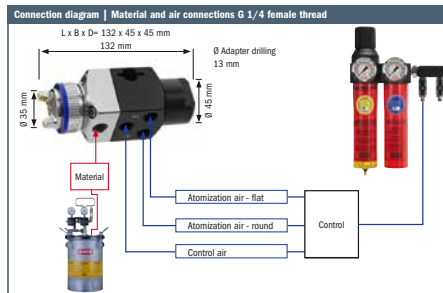 Connection diagram | Material and air connections G 1/4 female thread
L x B x D= 132 x 45 x 45 mm
132 mm
Ø Adapter drilling
13 mm
Ø 35 mm
Ø 45 mm
Material
Atomization air - flat
Atomization air - round
Control air
Control